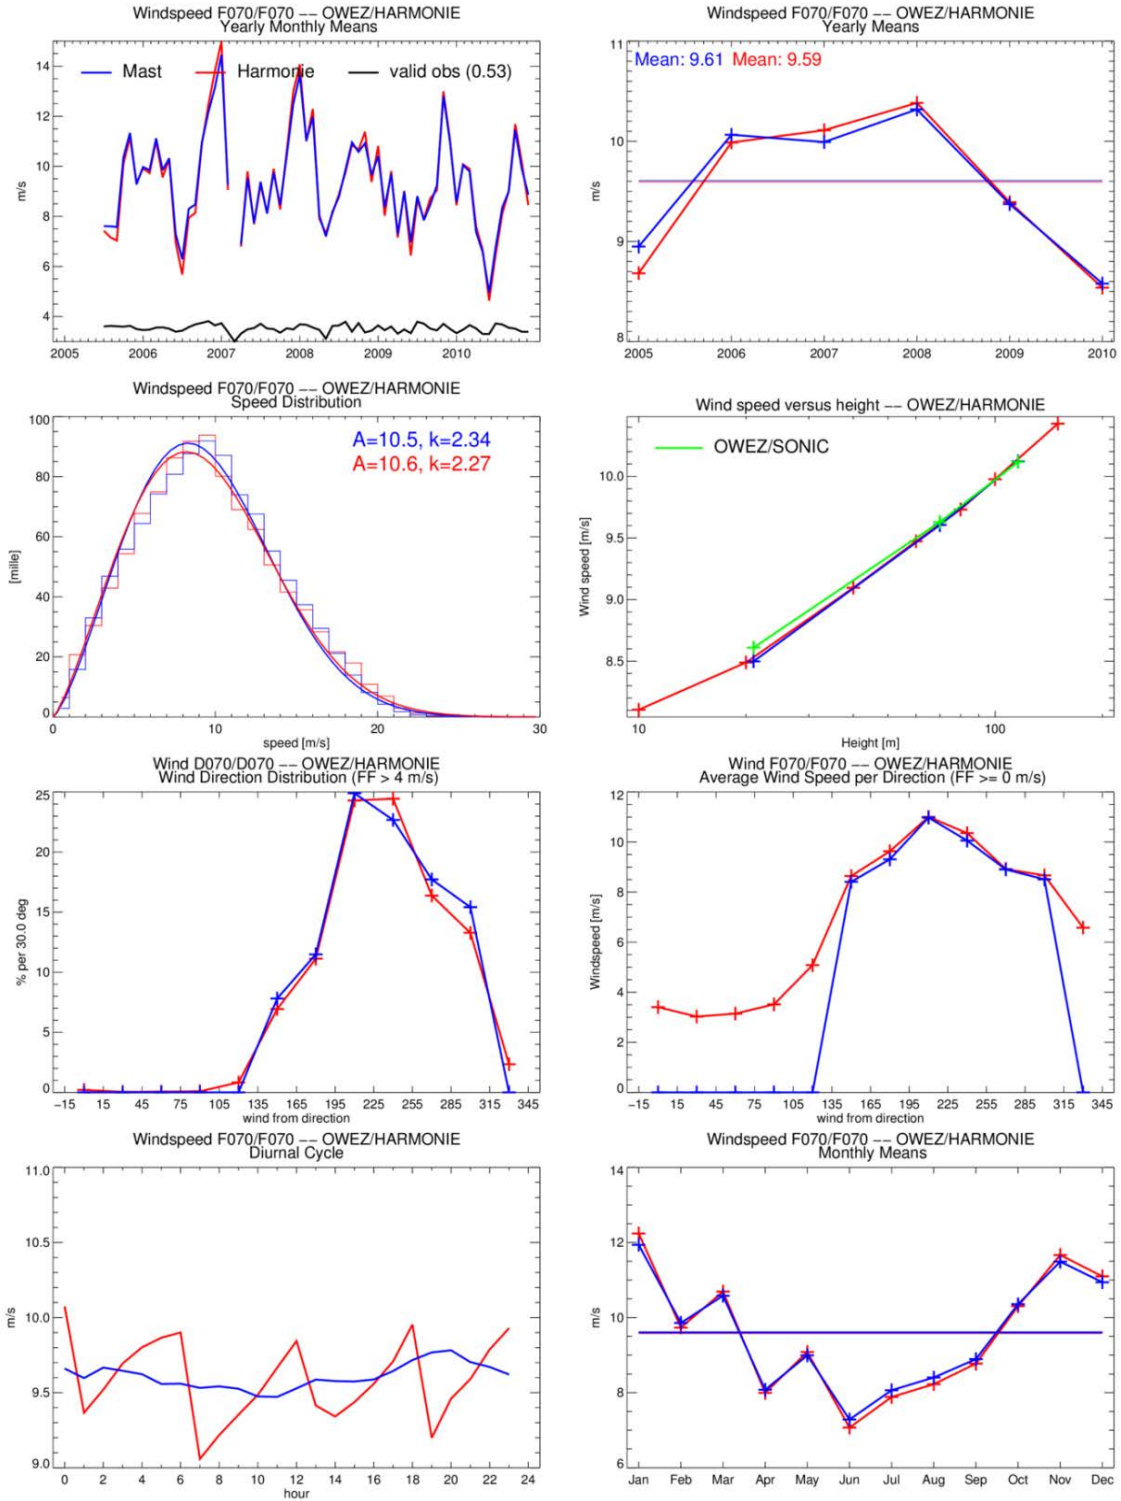 Windspeed F070/F070 –– OWEZ/HARMONIE
Yearly Monthly Means
14
12
10
8
6
4
m/s
Mast
Harmonie
valid obs (0.53)
2005 2006 2007 2008 2009 2010
Windspeed F070/F070 –– OWEZ/HARMONIE
Yearly Means
11
10
9
8
m/s
Mean: 9.61 Mean: 9.59
2005 2006 2007 2008 2009 2010
Windspeed F070/F070 –– OWEZ/HARMONIE
Speed Distribution
100
80
60
40
20
0
[mille]
A=10.5, k=2.34
A=10.6, k=2.27
0 10 20 30
speed [m/s]
Wind speed versus height –– OWEZ/HARMONIE
10.0
9.5
9.0
8.5
Wind speed [m/s]
OWEZ/SONIC
10 100
Height [m]
Wind D070/D070 –– OWEZ/HARMONIE
Wind Direction Distribution (FF > 4 m/s)
25
20
15
10
5
0
% per 30.0 deg
−15 15 45 75 105 135 165 195 225 255 285 315 345
wind from direction
Wind F070/F070 –– OWEZ/HARMONIE
Average Wind Speed per Direction (FF >= 0 m/s)
12
10
8
6
4
2
0
Windspeed [m/s]
−15 15 45 75 105 135 165 195 225 255 285 315 345
wind from direction
Windspeed F070/F070 –– OWEZ/HARMONIE
Diurnal Cycle
11.0
10.5
10.0
9.5
9.0
m/s
0 2 4 6 8 10 12 14 16 18 20 22 24
hour
Windspeed F070/F070 –– OWEZ/HARMONIE
Monthly Means
14
12
10
8
6
m/s
Jan Feb Mar Apr May Jun Jul Aug Sep Oct Nov Dec